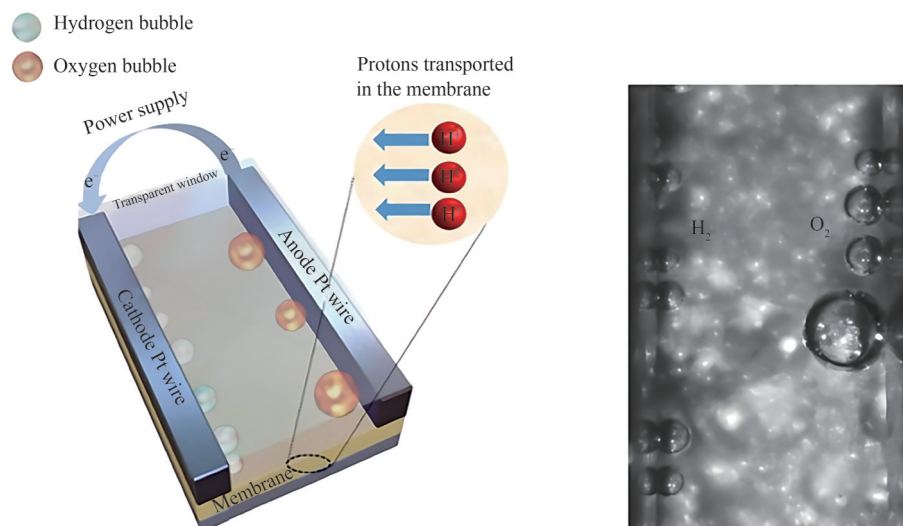 Hydrogen bubble
Oxygen bubble
Protons transported
in the membrane
Power supply
e⁻
e⁻
Transparent window
H
H
H
Anode Pt wire
Cathode Pt wire
Membrane
H₂
O₂